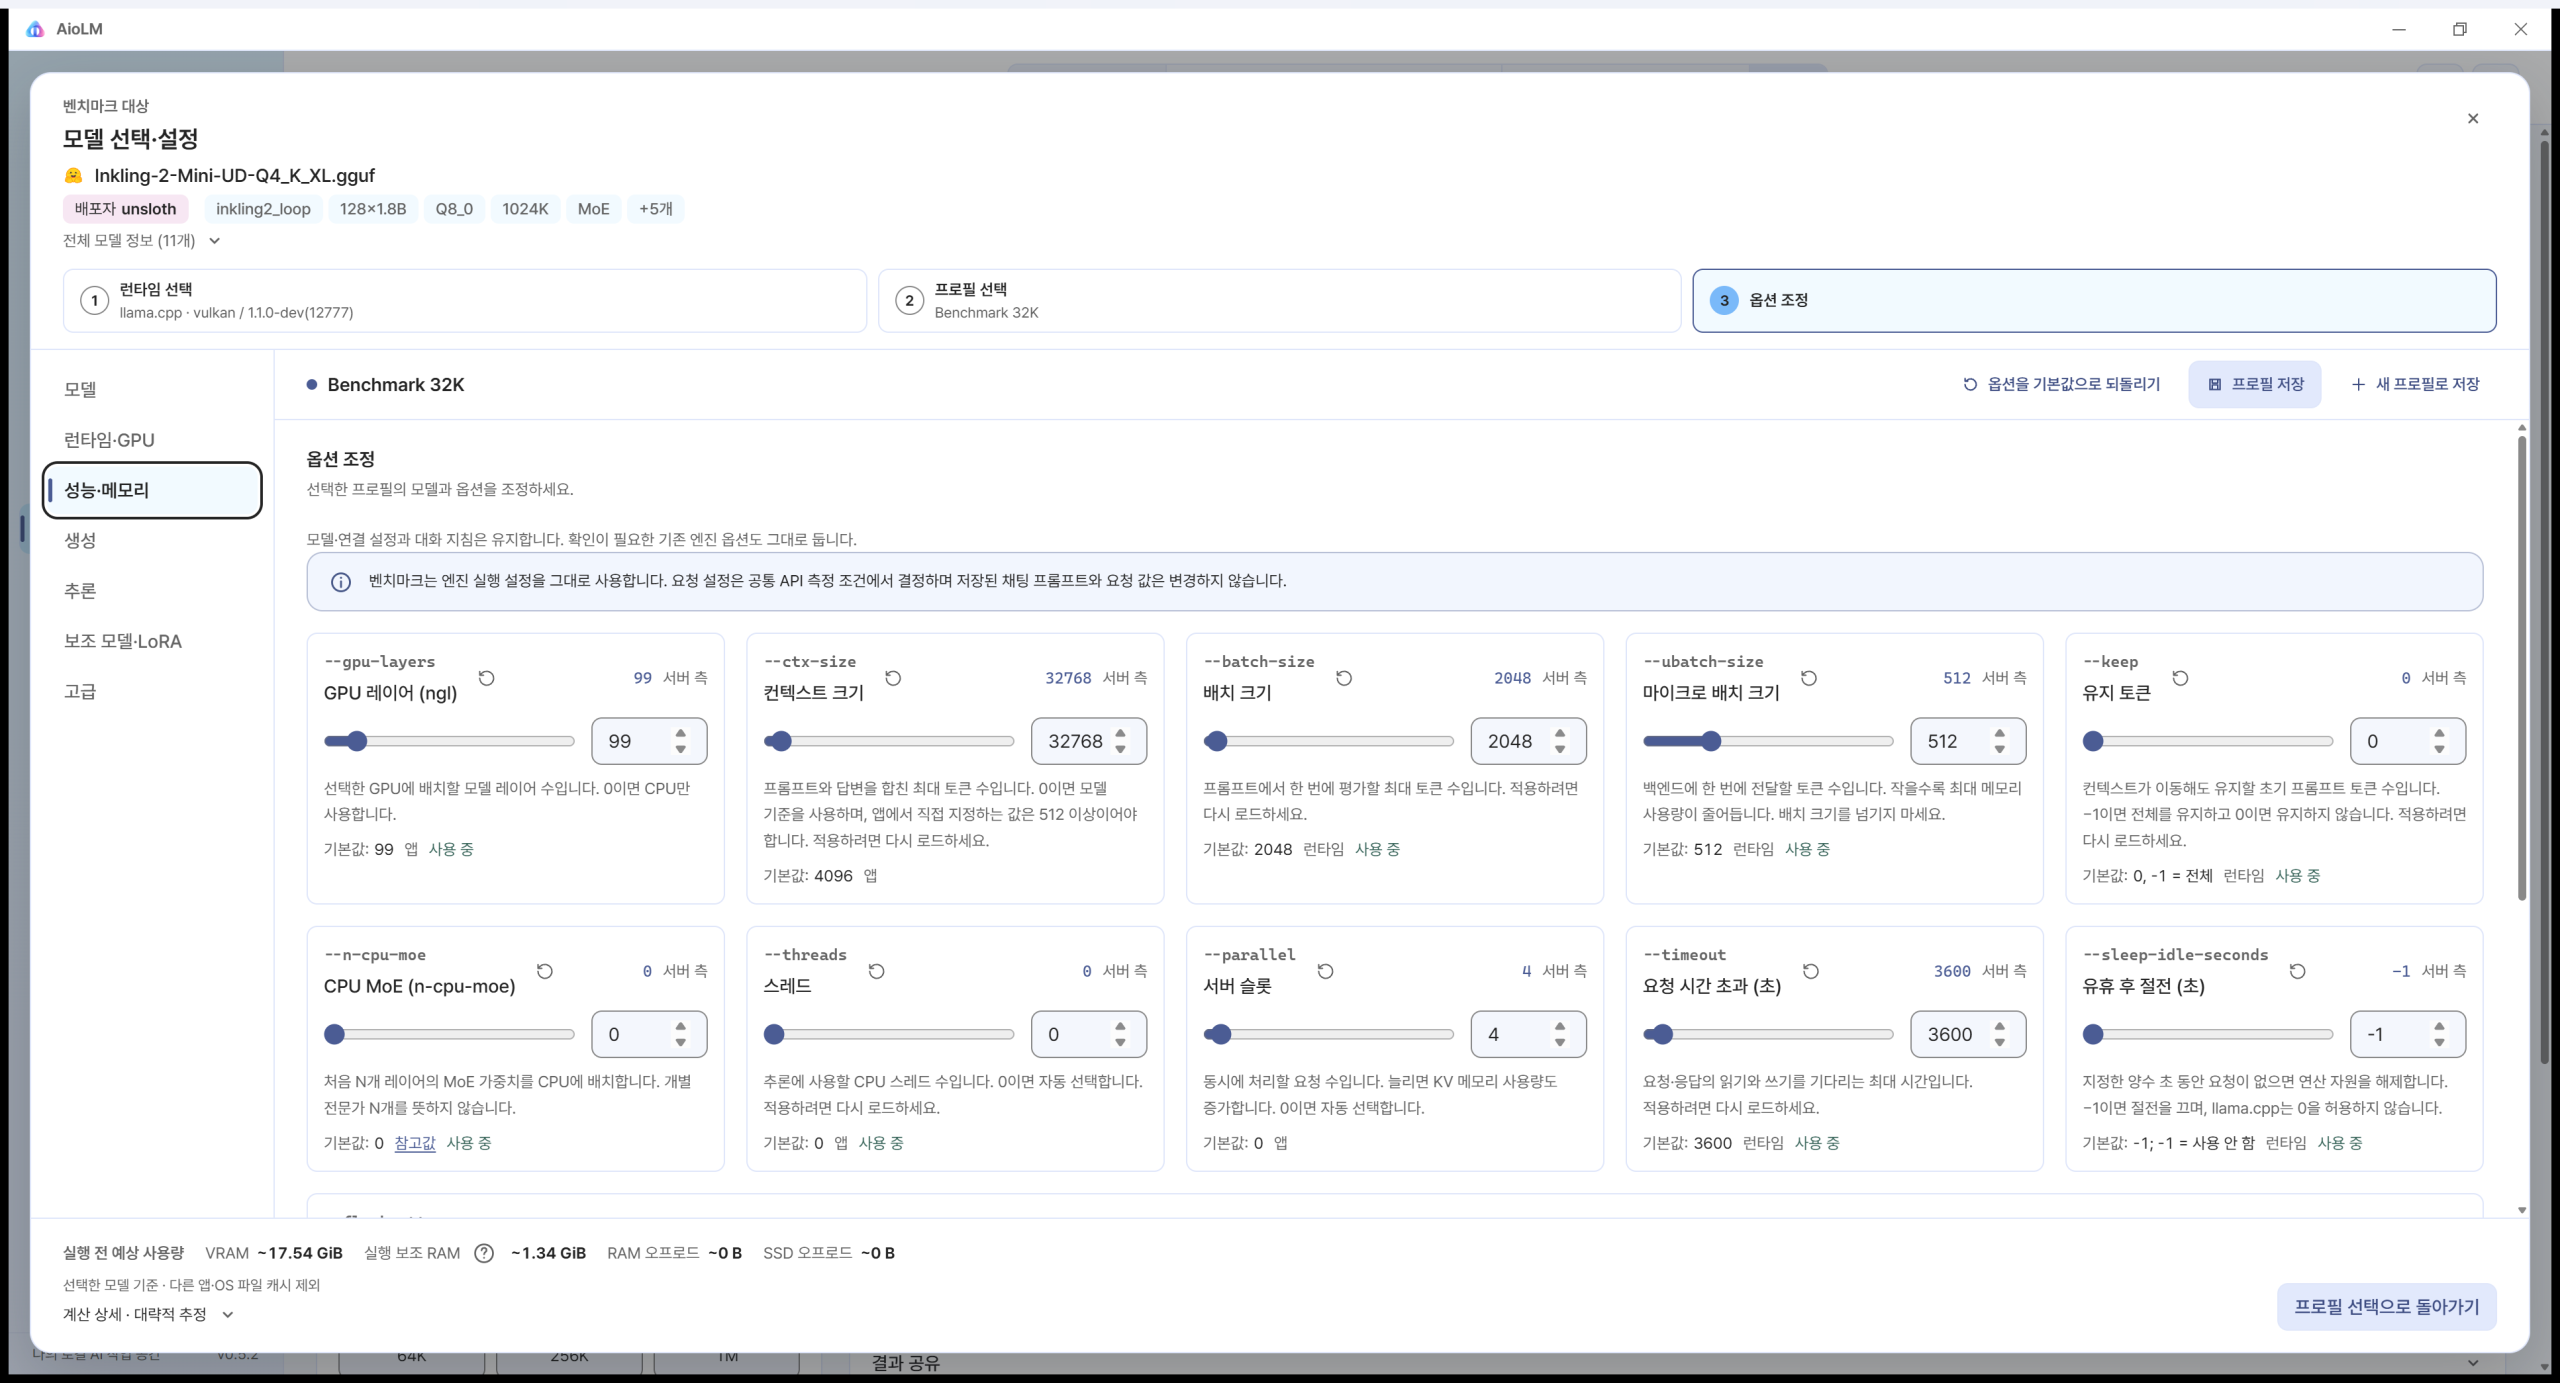 AioLM
벤치마크 대상
모델 선택·설정
Inkling-2-Mini-UD-Q4_K_XL.gguf
배포자 unsloth inkling2_loop 128×1.8B Q8_0 1024K MoE +5개
전체 모델 정보 (11개)
1 런타임 선택
llama.cpp · vulkan / 1.1.0-dev(12777)
2 프로필 선택
Benchmark 32K
3 옵션 조정
모델
런타임·GPU
성능·메모리
생성
추론
보조 모델·LoRA
고급
Benchmark 32K
옵션을 기본값으로 되돌리기
프로필 저장
새 프로필로 저장
옵션 조정
선택한 프로필의 모델과 옵션을 조정하세요.
모델·연결 설정과 대화 지침은 유지합니다. 확인이 필요한 기존 엔진 옵션도 그대로 둡니다.
벤치마크는 엔진 실행 설정을 그대로 사용합니다. 요청 설정은 공통 API 측정 조건에서 결정하며 저장된 채팅 프롬프트와 요청 값은 변경하지 않습니다.
--gpu-layers
GPU 레이어 (ngl)
99 서버 측
99
선택한 GPU에 배치할 모델 레이어 수입니다. 0이면 CPU만
사용합니다.
기본값: 99 앱 사용 중
--ctx-size
컨텍스트 크기
32768 서버 측
32768
프롬프트와 답변을 합친 최대 토큰 수입니다. 0이면 모델
기준을 사용하며, 앱에서 직접 지정하는 값은 512 이상이어야
합니다. 적용하려면 다시 로드하세요.
기본값: 4096 앱
--batch-size
배치 크기
2048 서버 측
2048
프롬프트에서 한 번에 평가할 최대 토큰 수입니다. 적용하려면
다시 로드하세요.
기본값: 2048 런타임 사용 중
--ubatch-size
마이크로 배치 크기
512 서버 측
512
백엔드에 한 번에 전달할 토큰 수입니다. 작을수록 최대 메모리
사용량이 줄어듭니다. 배치 크기를 넘기지 마세요.
기본값: 512 런타임 사용 중
--keep
유지 토큰
0 서버 측
0
컨텍스트가 이동해도 유지할 초기 프롬프트 토큰 수입니다.
−1이면 전체를 유지하고 0이면 유지하지 않습니다. 적용하려면
다시 로드하세요.
기본값: 0, -1 = 전체 런타임 사용 중
--n-cpu-moe
CPU MoE (n-cpu-moe)
0 서버 측
0
처음 N개 레이어의 MoE 가중치를 CPU에 배치합니다. 개별
전문가 N개를 뜻하지 않습니다.
기본값: 0 참고값 사용 중
--threads
스레드
0 서버 측
0
추론에 사용할 CPU 스레드 수입니다. 0이면 자동 선택합니다.
적용하려면 다시 로드하세요.
기본값: 0 앱 사용 중
--parallel
서버 슬롯
4 서버 측
4
동시에 처리할 요청 수입니다. 늘리면 KV 메모리 사용량도
증가합니다. 0이면 자동 선택합니다.
기본값: 0 앱
--timeout
요청 시간 초과 (초)
3600 서버 측
3600
요청·응답의 읽기와 쓰기를 기다리는 최대 시간입니다.
적용하려면 다시 로드하세요.
기본값: 3600 런타임 사용 중
--sleep-idle-seconds
유휴 후 절전 (초)
−1 서버 측
-1
지정한 양수 초 동안 요청이 없으면 연산 자원을 해제합니다.
−1이면 절전을 끄며, llama.cpp는 0을 허용하지 않습니다.
기본값: -1; -1 = 사용 안 함 런타임 사용 중
실행 전 예상 사용량 VRAM ~17.54 GiB 실행 보조 RAM ? ~1.34 GiB RAM 오프로드 ~0 B SSD 오프로드 ~0 B
선택한 모델 기준 · 다른 앱·OS 파일 캐시 제외
계산 상세 · 대략적 추정
프로필 선택으로 돌아가기
64K 256K 1M
결과 공유